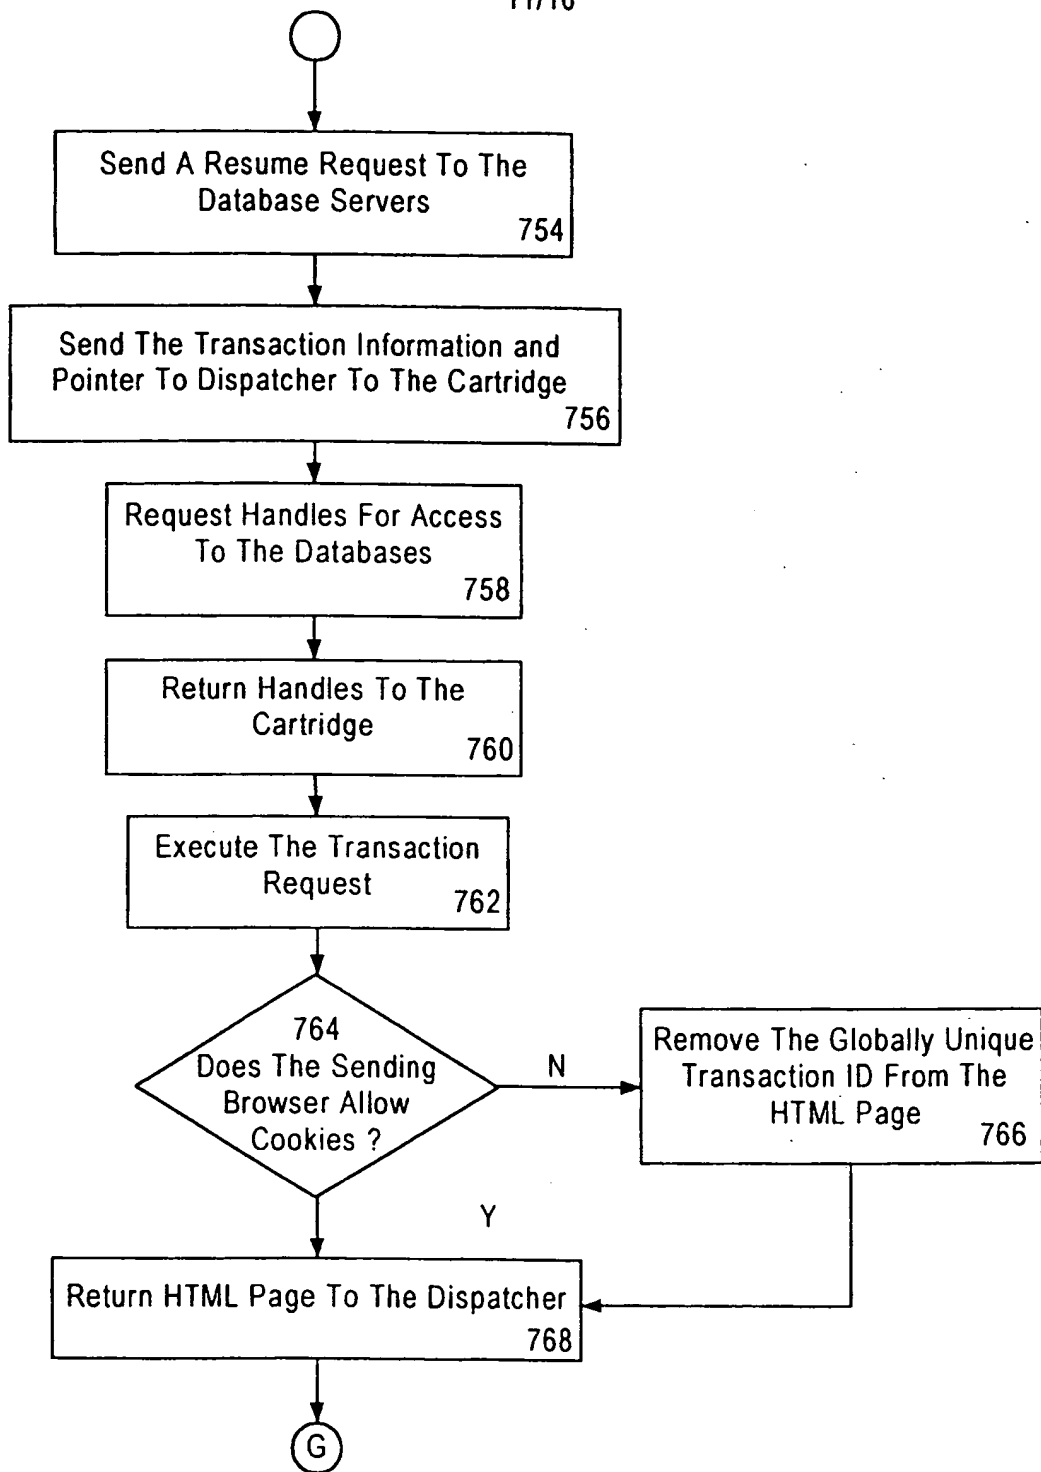 Send A Resume Request To The
Database Servers
754
Send The Transaction Information and
Pointer To Dispatcher To The Cartridge
756
Request Handles For Access
To The Databases
758
Return Handles To The
Cartridge
760
Execute The Transaction
Request
762
764
Does The Sending
Browser Allow
Cookies ?
N
Remove The Globally Unique
Transaction ID From The
HTML Page
766
Y
Return HTML Page To The Dispatcher
768
G